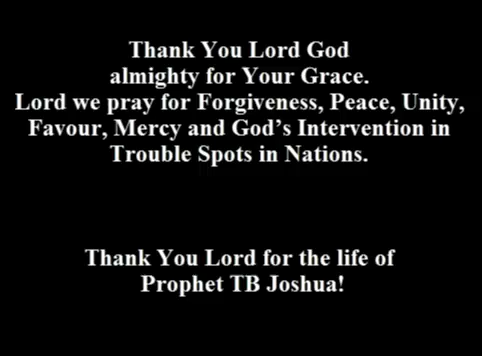 Thank You Lord God
almighty for Your Grace.
Lord we pray for Forgiveness, Peace, Unity,
Favour, Mercy and God's Intervention in
Trouble Spots in Nations.
Thank You Lord for the life of
Prophet TB Joshua!